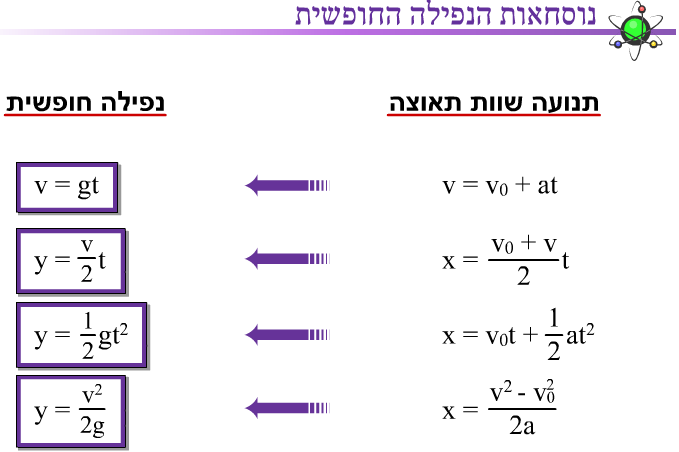 נוסחאות הנפילה החופשית
תנועה שוות תאוצה
נפילה חופשית
v = v₀ + at
v = gt
x = (v₀ + v)/2 t
y = v/2 t
x = v₀t + 1/2 at²
y = 1/2 gt²
x = (v² - v₀²)/2a
y = v²/2g